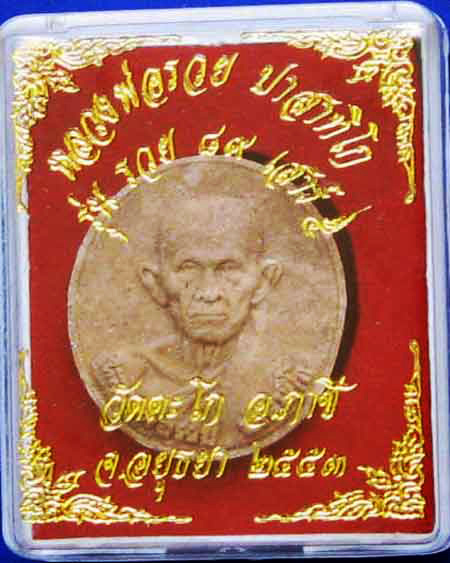 หลวงพ่อรวย ปาสาทิโก
รุ่น รวย ๘๙ เสาร์ ๕
วัดตะโก อ.ภาชี
จ.อยุธยา ๒๕๕๓